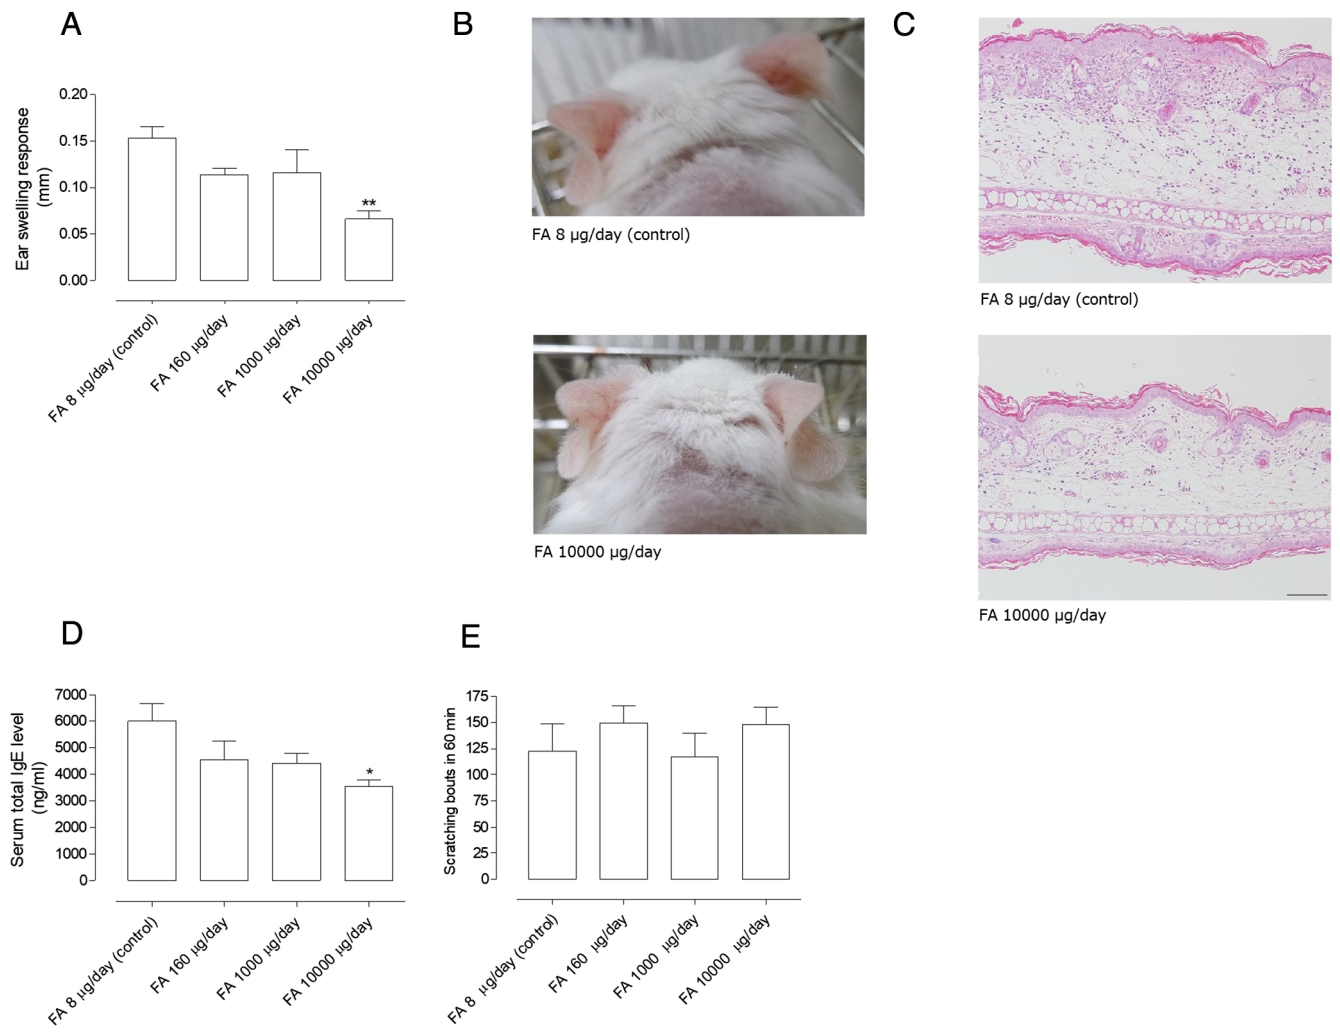 A
Ear swelling response
(mm)
0.20
0.15
0.10
0.05
0.00
**
FA 8 µg/day (control)
FA 160 µg/day
FA 1000 µg/day
FA 10000 µg/day
B
FA 8 µg/day (control)
FA 10000 µg/day
C
FA 8 µg/day (control)
FA 10000 µg/day
D
Serum total IgE level
(ng/ml)
7000
6000
5000
4000
3000
2000
1000
0
*
FA 8 µg/day (control)
FA 160 µg/day
FA 1000 µg/day
FA 10000 µg/day
E
Scratching bouts in 60 min
175
150
125
100
75
50
25
0
FA 8 µg/day (control)
FA 160 µg/day
FA 1000 µg/day
FA 10000 µg/day